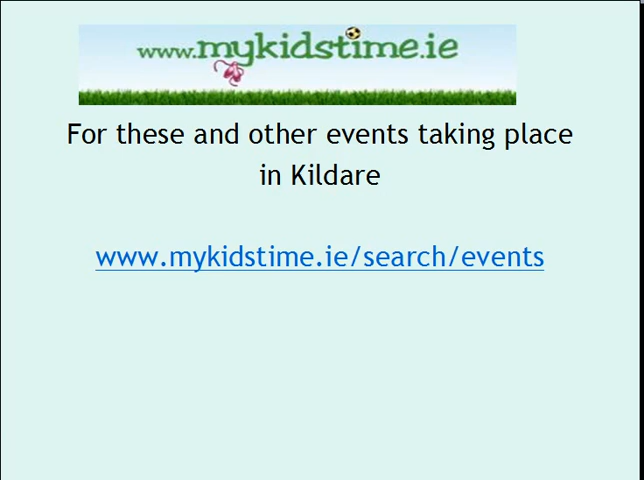 www.mykidstime.ie
For these and other events taking place
in Kildare
www.mykidstime.ie/search/events